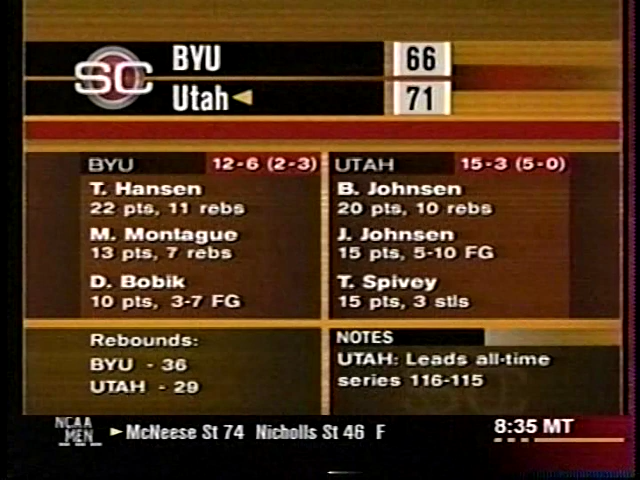 SC
BYU 66
Utah 71
BYU 12-6 (2-3)
T. Hansen
22 pts, 11 rebs
M. Montague
13 pts, 7 rebs
D. Bobik
10 pts, 3-7 FG
UTAH 15-3 (5-0)
B. Johnsen
20 pts, 10 rebs
J. Johnsen
15 pts, 5-10 FG
T. Spivey
15 pts, 3 stls
Rebounds:
BYU - 36
UTAH - 29
NOTES
UTAH: Leads all-time
series 116-115
NCAA
MEN
McNeese St 74 Nicholls St 46 F
8:35 MT